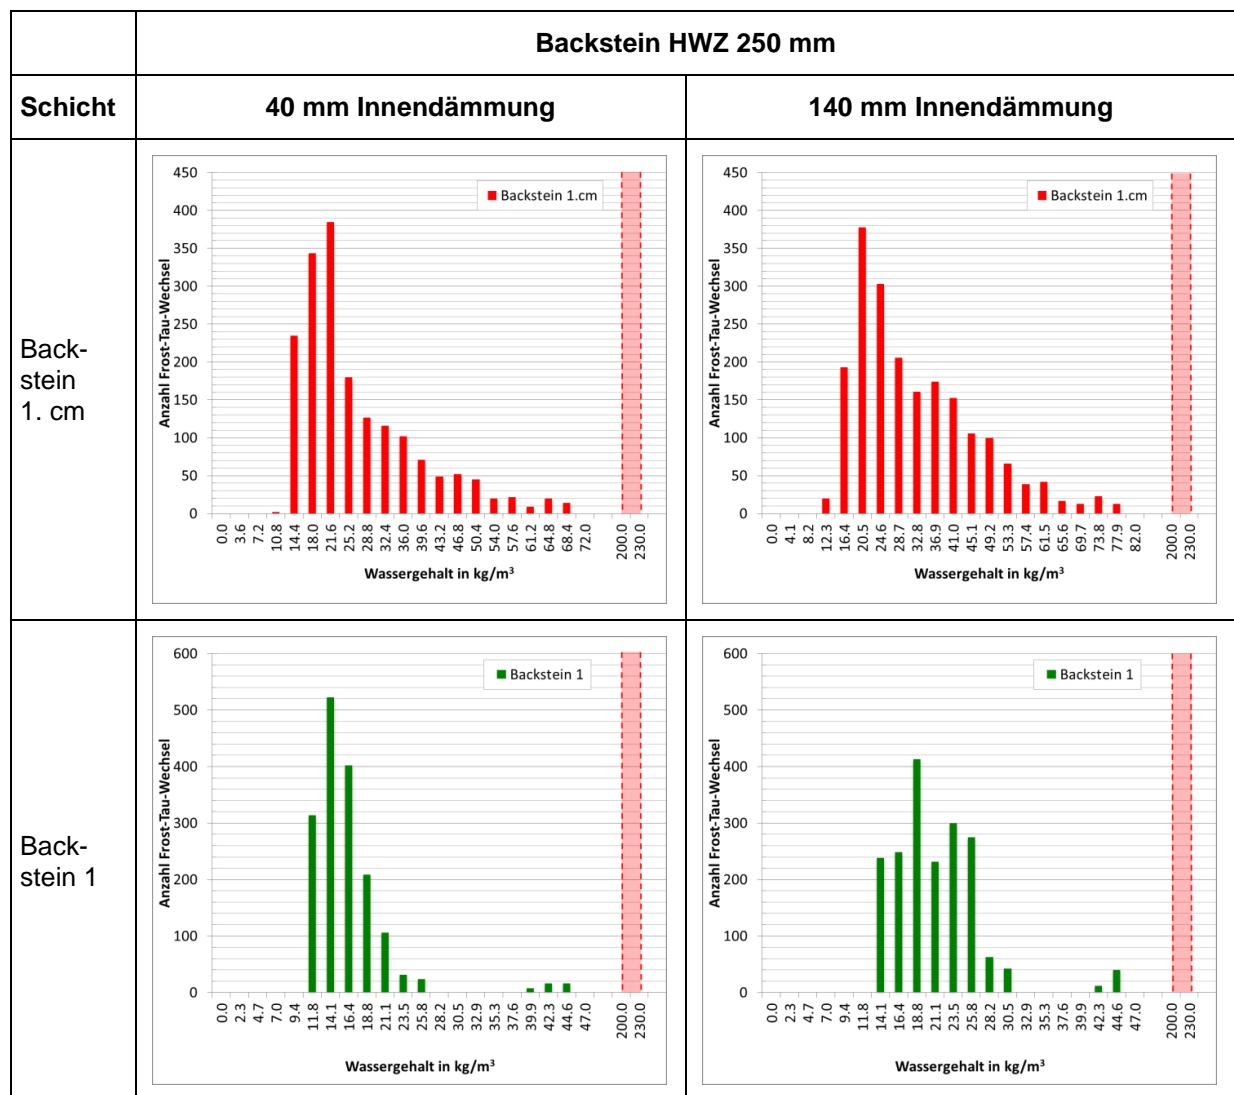 Backstein HWZ 250 mm
Schicht
40 mm Innendämmung
140 mm Innendämmung
Back-
stein
1. cm
Anzahl Frost-Tau-Wechsel
450
400
350
300
250
200
150
100
50
0
Backstein 1.cm
0.0 3.6 7.2 10.8 14.4 18.0 21.6 25.2 28.8 32.4 36.0 39.6 43.2 46.8 50.4 54.0 57.6 61.2 64.8 68.4 72.0 200.0 230.0
Wassergehalt in kg/m³
Anzahl Frost-Tau-Wechsel
450
400
350
300
250
200
150
100
50
0
Backstein 1.cm
0.0 4.1 8.2 12.3 16.4 20.5 24.6 28.7 32.8 36.9 41.0 45.1 49.2 53.3 57.4 61.5 65.6 69.7 73.8 77.9 82.0 200.0 230.0
Wassergehalt in kg/m³
Back-
stein 1
Anzahl Frost-Tau-Wechsel
600
500
400
300
200
100
0
Backstein 1
0.0 2.3 4.7 7.0 9.4 11.8 14.1 16.4 18.8 21.1 23.5 25.8 28.2 30.5 32.9 35.3 37.6 39.9 42.3 44.6 47.0 200.0 230.0
Wassergehalt in kg/m³
Anzahl Frost-Tau-Wechsel
600
500
400
300
200
100
0
Backstein 1
0.0 2.3 4.7 7.0 9.4 11.8 14.1 16.4 18.8 21.1 23.5 25.8 28.2 30.5 32.9 35.3 37.6 39.9 42.3 44.6 47.0 200.0 230.0
Wassergehalt in kg/m³